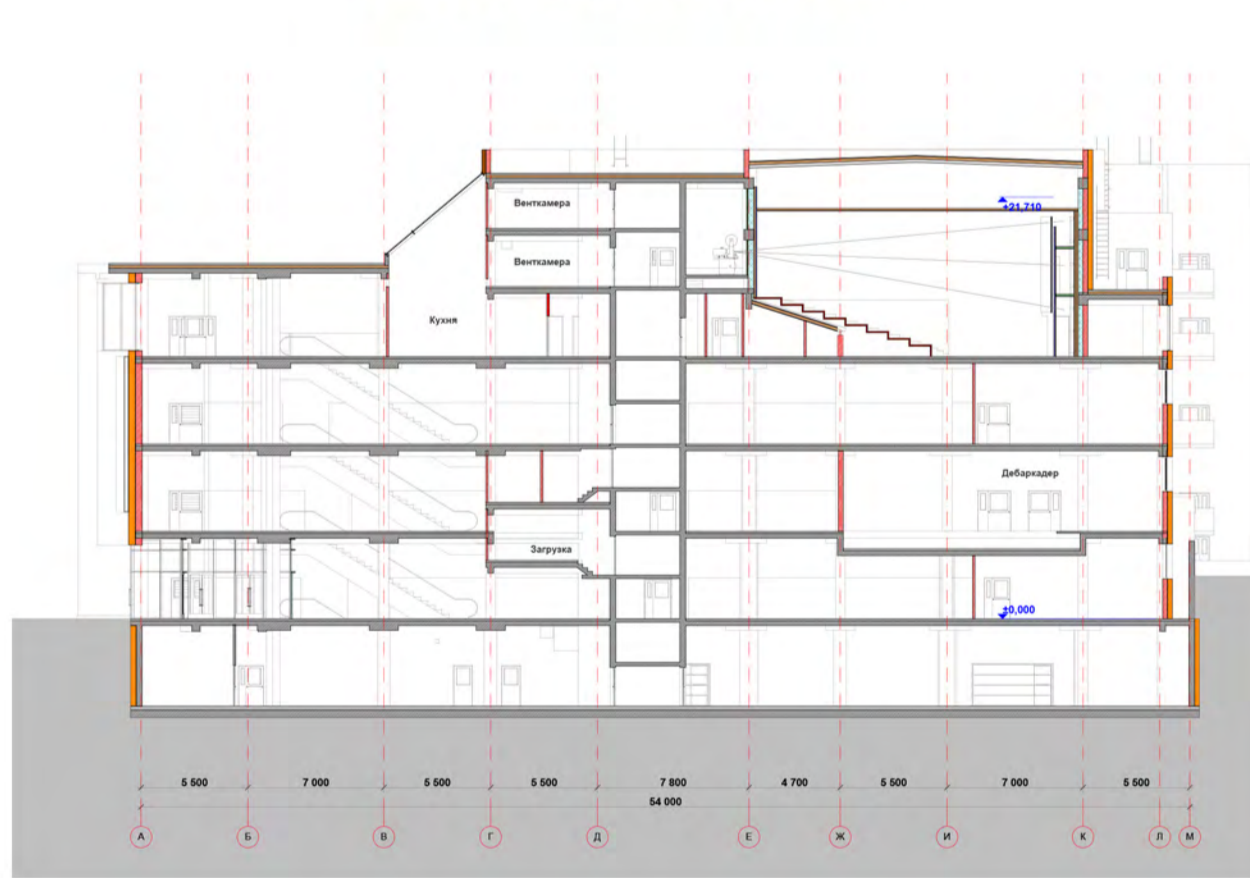 Венткамера
+21,710
Венткамера
Кухня
Дебаркадер
Загрузка
±0,000
5 500 7 000 5 500 5 500 7 800 4 700 5 500 7 000 5 500
54 000
А Б В Г Д Е Ж И К Л М